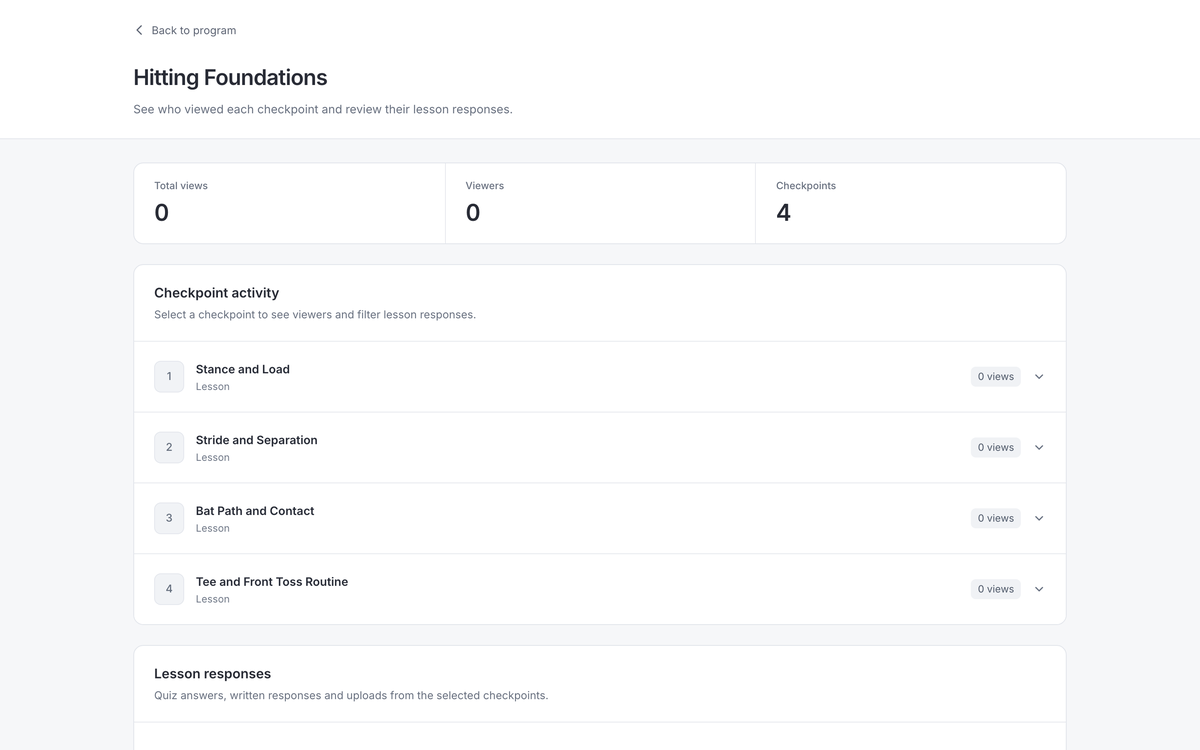 Back to program
Hitting Foundations
See who viewed each checkpoint and review their lesson responses.
Total views
0
Viewers
0
Checkpoints
4
Checkpoint activity
Select a checkpoint to see viewers and filter lesson responses.
1
Stance and Load
Lesson
0 views
2
Stride and Separation
Lesson
0 views
3
Bat Path and Contact
Lesson
0 views
4
Tee and Front Toss Routine
Lesson
0 views
Lesson responses
Quiz answers, written responses and uploads from the selected checkpoints.